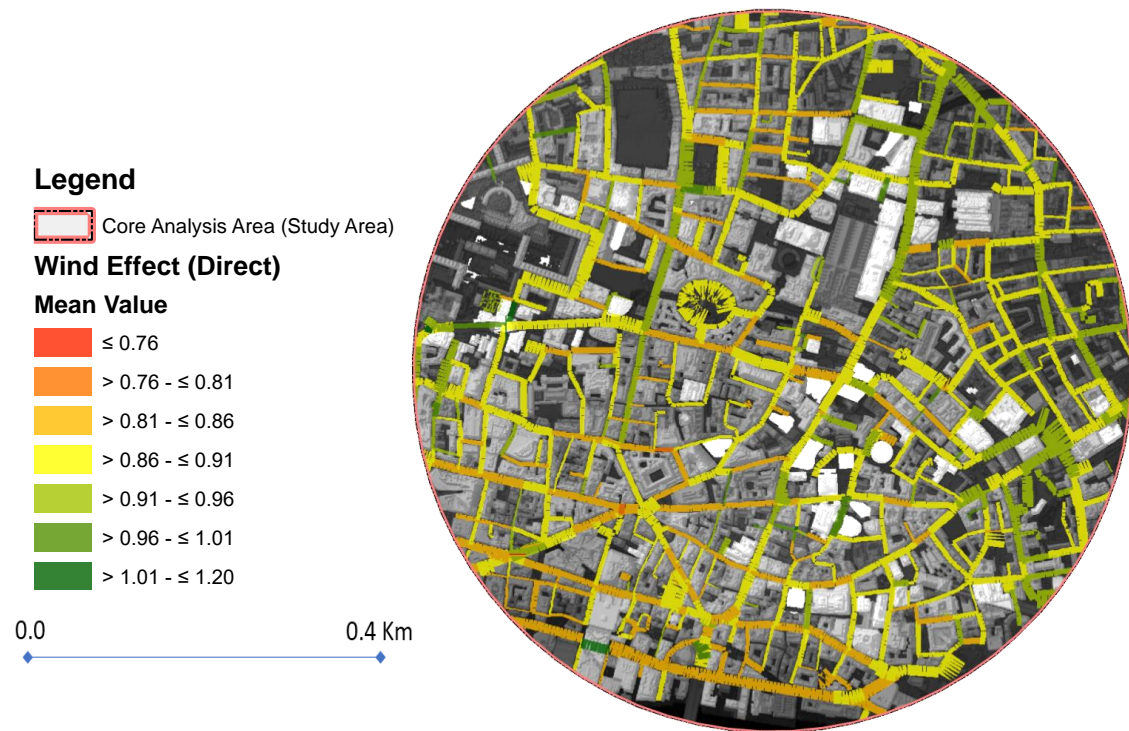 Legend
Core Analysis Area (Study Area)
Wind Effect (Direct)
Mean Value
≤ 0.76
> 0.76 - ≤ 0.81
> 0.81 - ≤ 0.86
> 0.86 - ≤ 0.91
> 0.91 - ≤ 0.96
> 0.96 - ≤ 1.01
> 1.01 - ≤ 1.20
0.0 0.4 Km